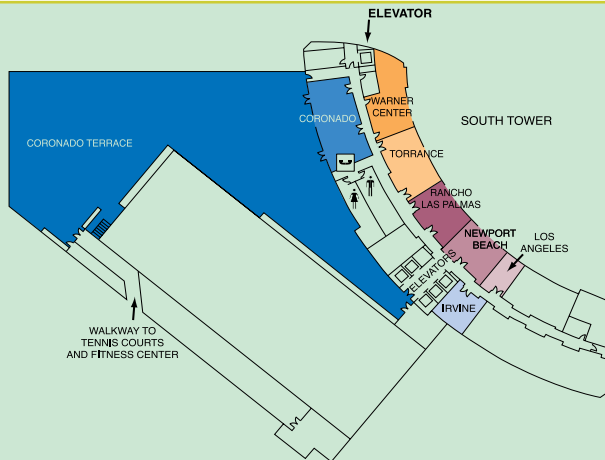 ELEVATOR
WARNER
CENTER
CORONADO
SOUTH TOWER
CORONADO TERRACE
TORRANCE
RANCHO
LAS PALMAS
NEWPORT
BEACH
LOS
ANGELES
ELEVATORS
IRVINE
WALKWAY TO
TENNIS COURTS
AND FITNESS CENTER